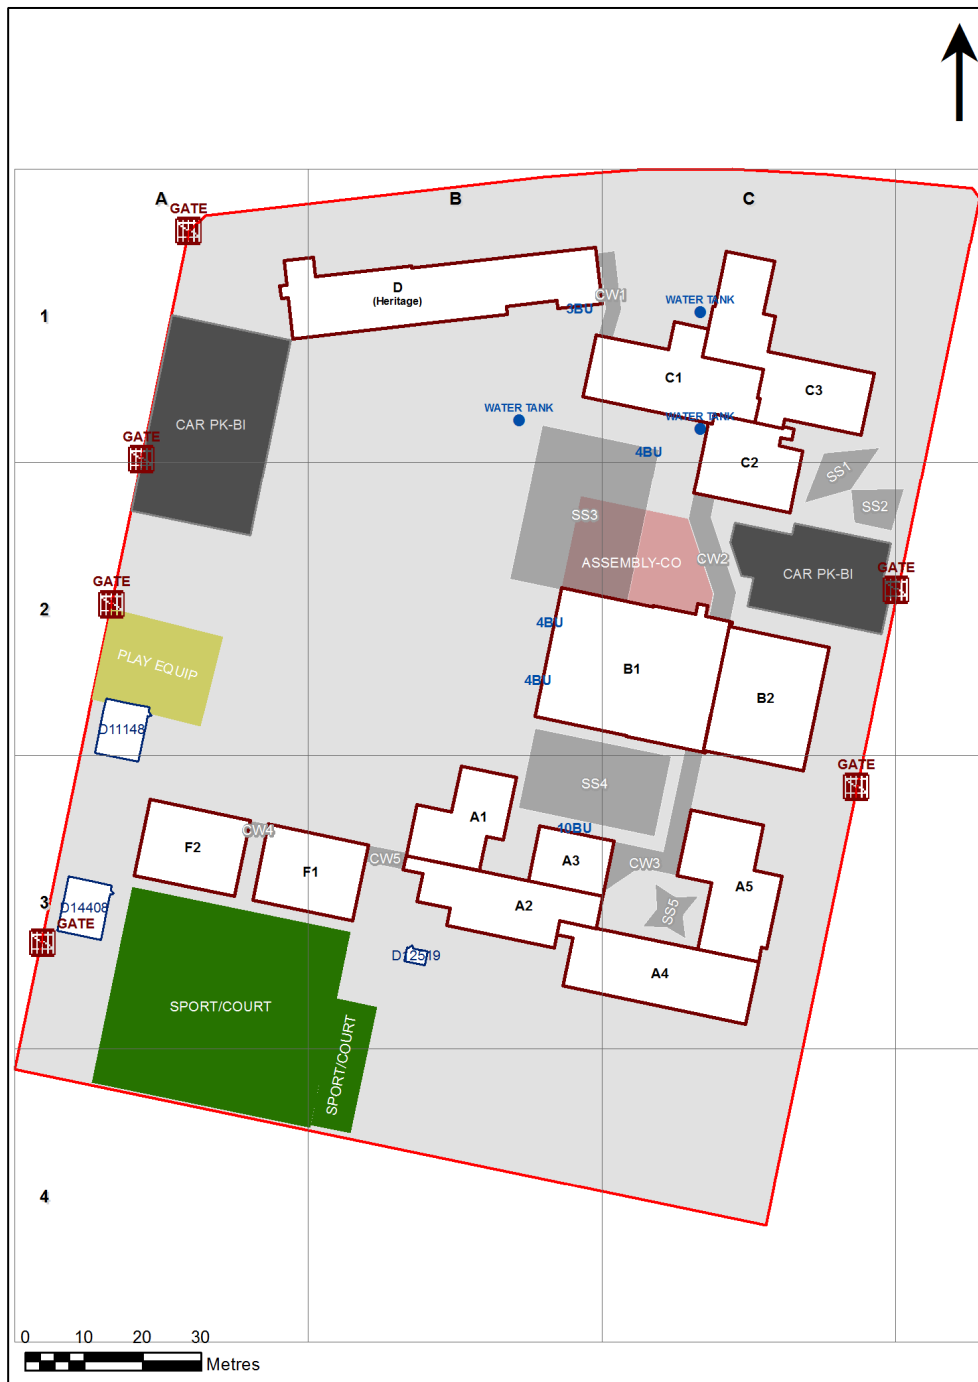 A
B
C
GATE
D
(Heritage)
CW1
WATER TANK
3BU
1
C1
C3
WATER TANK
WATER TANK
CAR PK-BI
GATE
4BU
C2
SS1
SS2
SS3
ASSEMBLY-CO
CW2
CAR PK-BI
GATE
GATE
2
4BU
PLAY EQUIP
B1
4BU
B2
D11148
GATE
SS4
A1
10BU
CW4
F2
F1
CW5
A3
CW3
A5
3
D14408
A2
SS5
GATE
D12519
A4
SPORT/COURT
SPORT/COURT
4
0 10 20 30
Metres